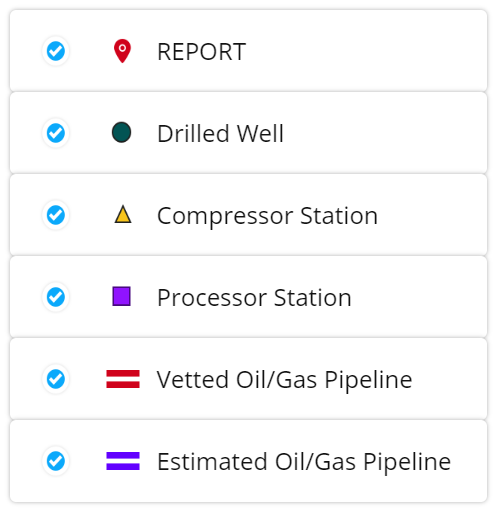 REPORT
Drilled Well
Compressor Station
Processor Station
Vetted Oil/Gas Pipeline
Estimated Oil/Gas Pipeline